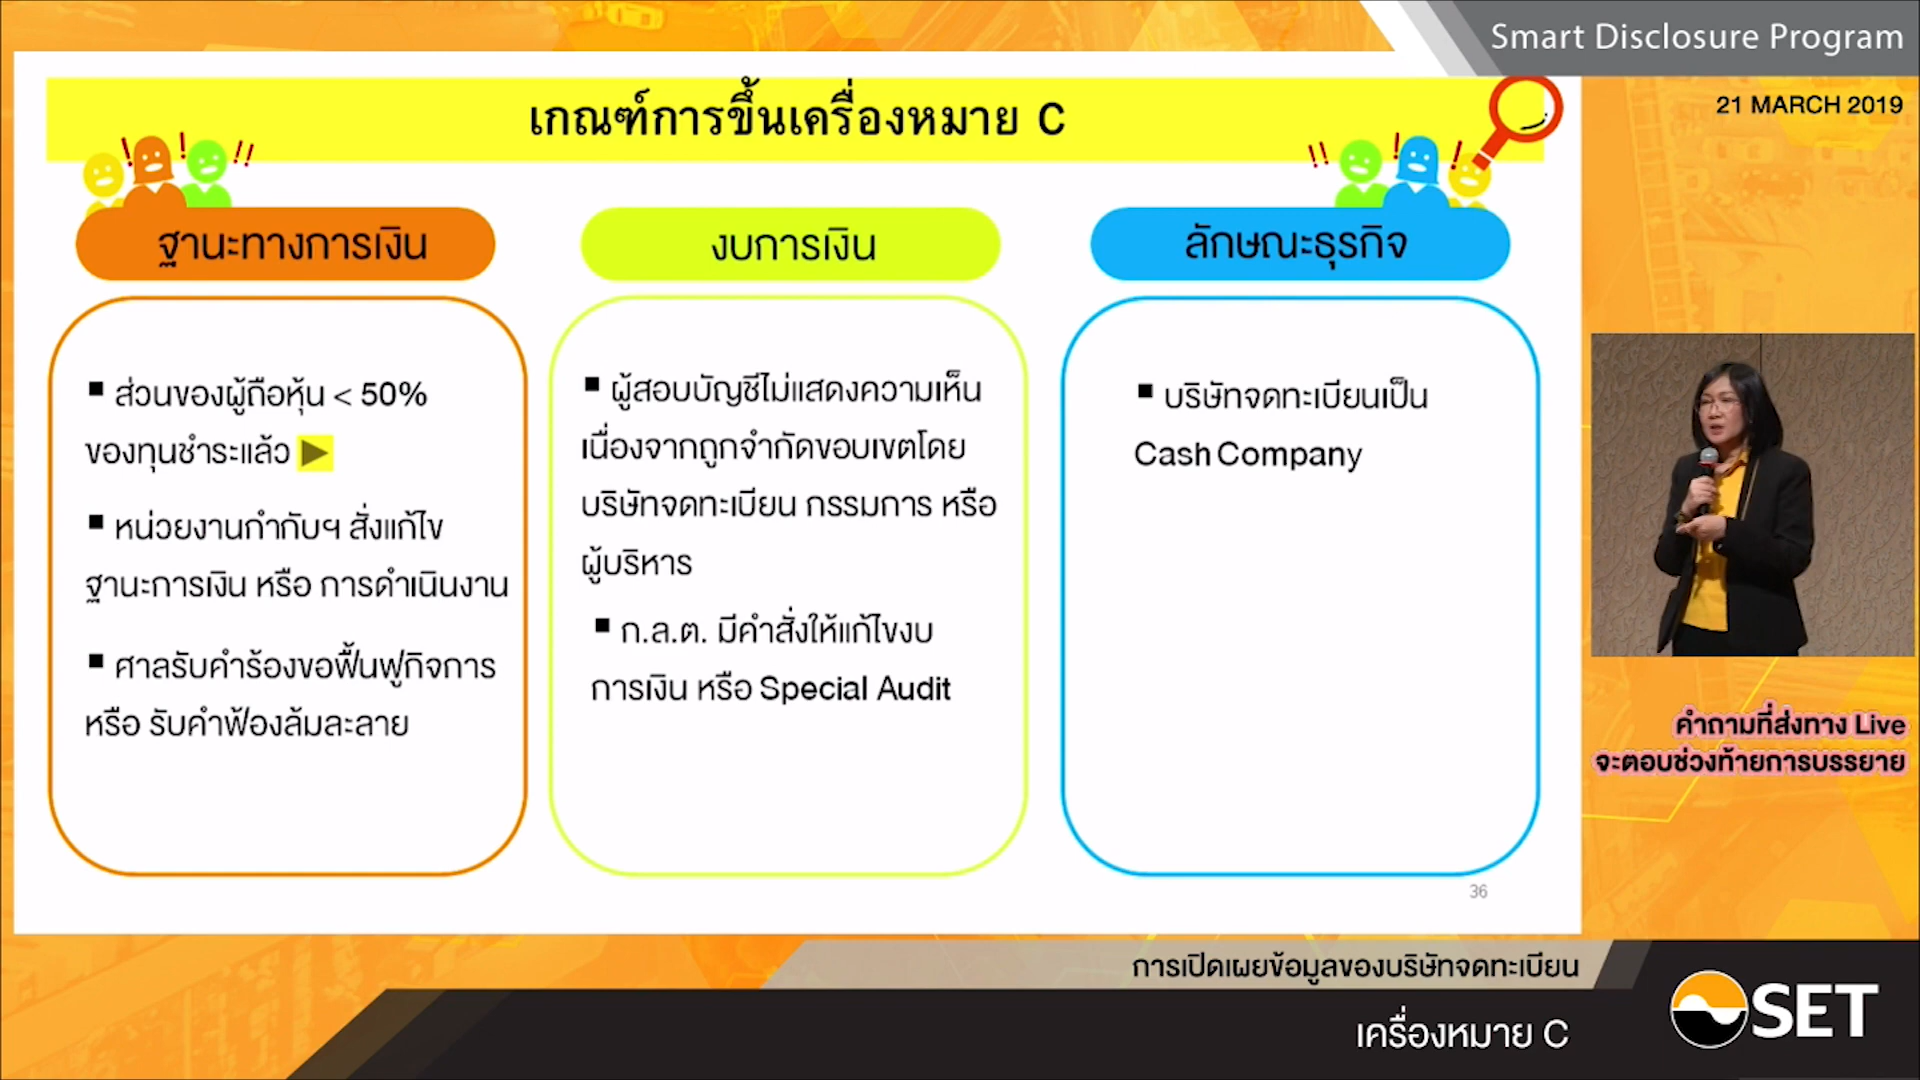 Smart Disclosure Program
21 MARCH 2019
เกณฑ์การขึ้นเครื่องหมาย C
ฐานะทางการเงิน
▪ ส่วนของผู้ถือหุ้น < 50%
ของทุนชำระแล้ว
▪ หน่วยงานกำกับฯ สั่งแก้ไข
ฐานะการเงิน หรือ การดำเนินงาน
▪ ศาลรับคำร้องขอฟื้นฟูกิจการ
หรือ รับคำฟ้องล้มละลาย
งบการเงิน
▪ ผู้สอบบัญชีไม่แสดงความเห็น
เนื่องจากถูกจำกัดขอบเขตโดย
บริษัทจดทะเบียน กรรมการ หรือ
ผู้บริหาร
▪ ก.ล.ต. มีคำสั่งให้แก้ไขงบ
การเงิน หรือ Special Audit
ลักษณะธุรกิจ
▪ บริษัทจดทะเบียนเป็น
Cash Company
36
คำถามที่ส่งทาง Live
จะตอบช่วงท้ายการบรรยาย
การเปิดเผยข้อมูลของบริษัทจดทะเบียน
เครื่องหมาย C
SET